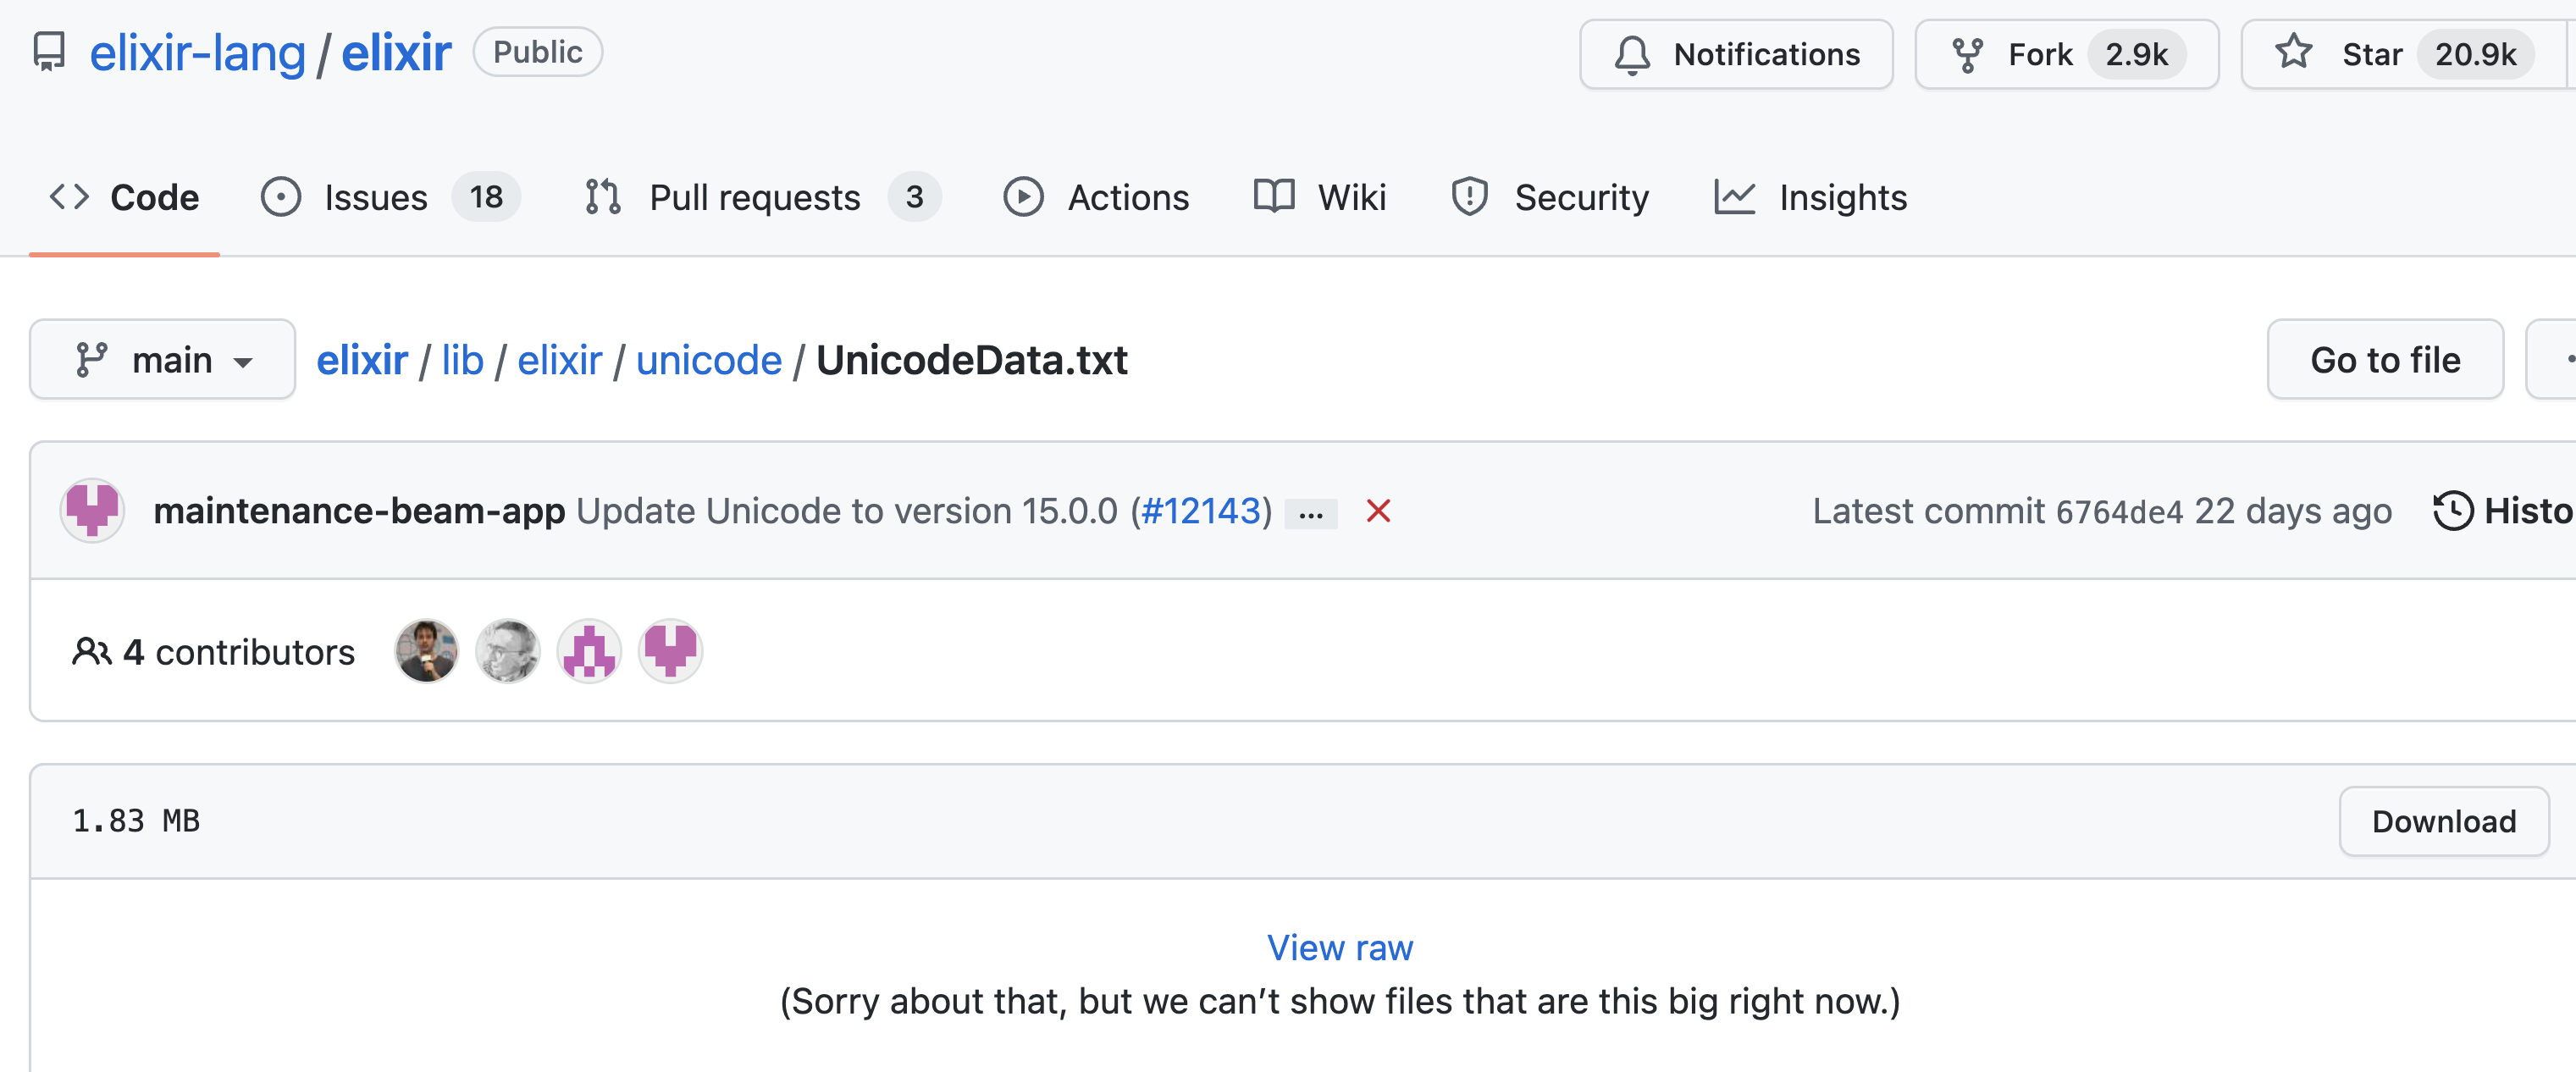 elixir-lang / elixir Public Notifications Fork 2.9k Star 20.9k
Code Issues 18 Pull requests 3 Actions Wiki Security Insights
main elixir / lib / elixir / unicode / UnicodeData.txt Go to file
maintenance-beam-app Update Unicode to version 15.0.0 (#12143) ... Latest commit 6764de4 22 days ago Histo
4 contributors
1.83 MB Download
View raw
(Sorry about that, but we can’t show files that are this big right now.)